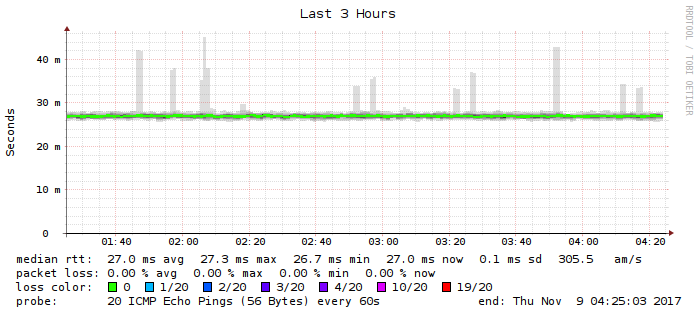 Last 3 Hours
RRDTOOL / TOBI OETIKER
Seconds
40 m
30 m
20 m
10 m
0
01:40 02:00 02:20 02:40 03:00 03:20 03:40 04:00 04:20
median rtt: 27.0 ms avg 27.3 ms max 26.7 ms min 27.0 ms now 0.1 ms sd 305.5 am/s
packet loss: 0.00 % avg 0.00 % max 0.00 % min 0.00 % now
loss color: 0 1/20 2/20 3/20 4/20 10/20 19/20
probe: 20 ICMP Echo Pings (56 Bytes) every 60s end: Thu Nov 9 04:25:03 2017